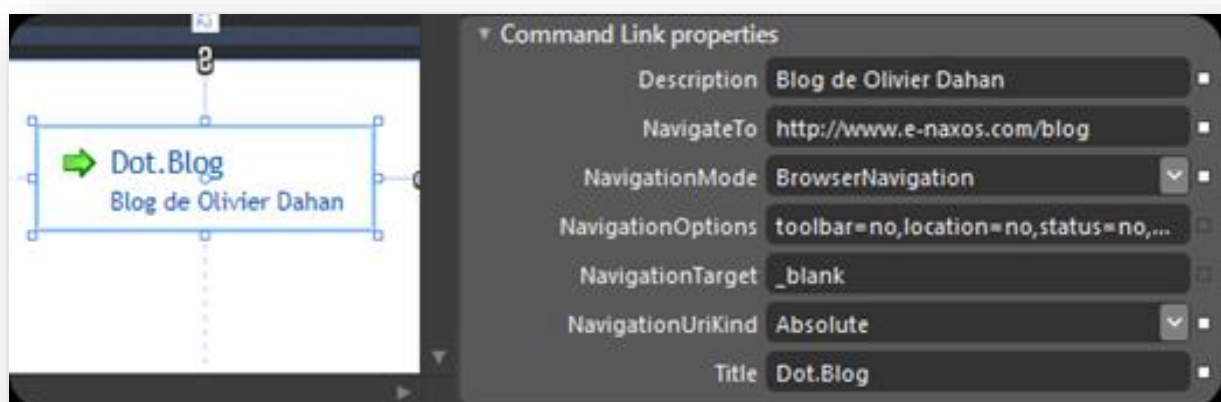 Dot.Blog
Blog de Olivier Dahan
Command Link properties
Description Blog de Olivier Dahan
NavigateTo http://www.e-naxos.com/blog
NavigationMode BrowserNavigation
NavigationOptions toolbar=no,location=no,status=no,...
NavigationTarget _blank
NavigationUriKind Absolute
Title Dot.Blog